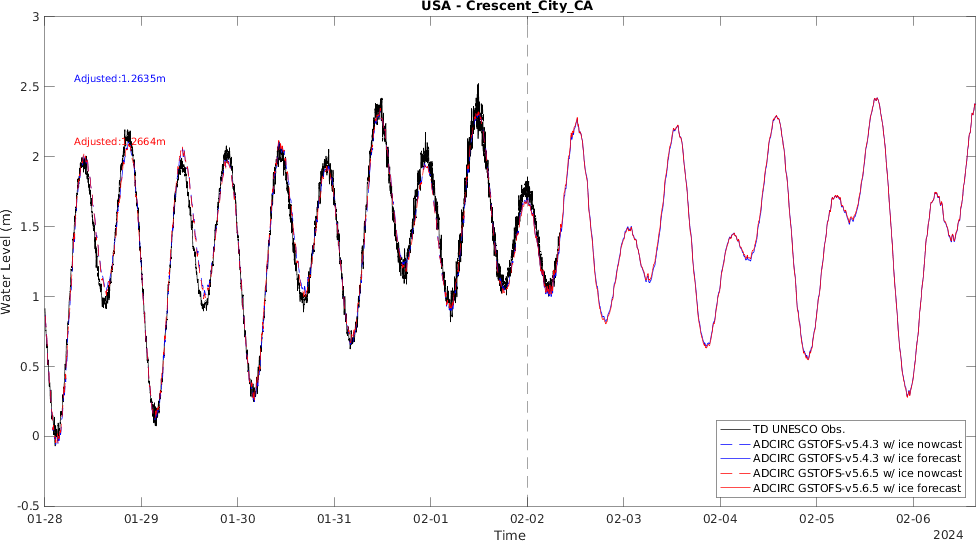 USA - Crescent_City_CA
3
2.5
2
1.5
1
0.5
0
-0.5
Water Level (m)
Adjusted:1.2635m
Adjusted:1.2664m
TD UNESCO Obs.
ADCIRC GSTOFS-v5.4.3 w/ ice nowcast
ADCIRC GSTOFS-v5.4.3 w/ ice forecast
ADCIRC GSTOFS-v5.6.5 w/ ice nowcast
ADCIRC GSTOFS-v5.6.5 w/ ice forecast
01-28 01-29 01-30 01-31 02-01 02-02 02-03 02-04 02-05 02-06
Time
2024